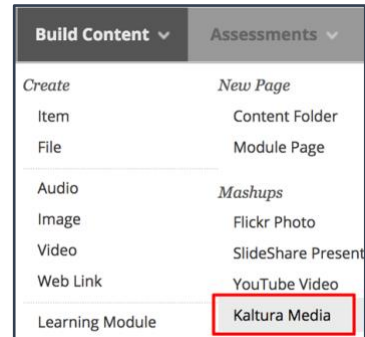 Build Content
Assessments
Create
Item
File
Audio
Image
Video
Web Link
Learning Module
New Page
Content Folder
Module Page
Mashups
Flickr Photo
SlideShare Present
YouTube Video
Kaltura Media